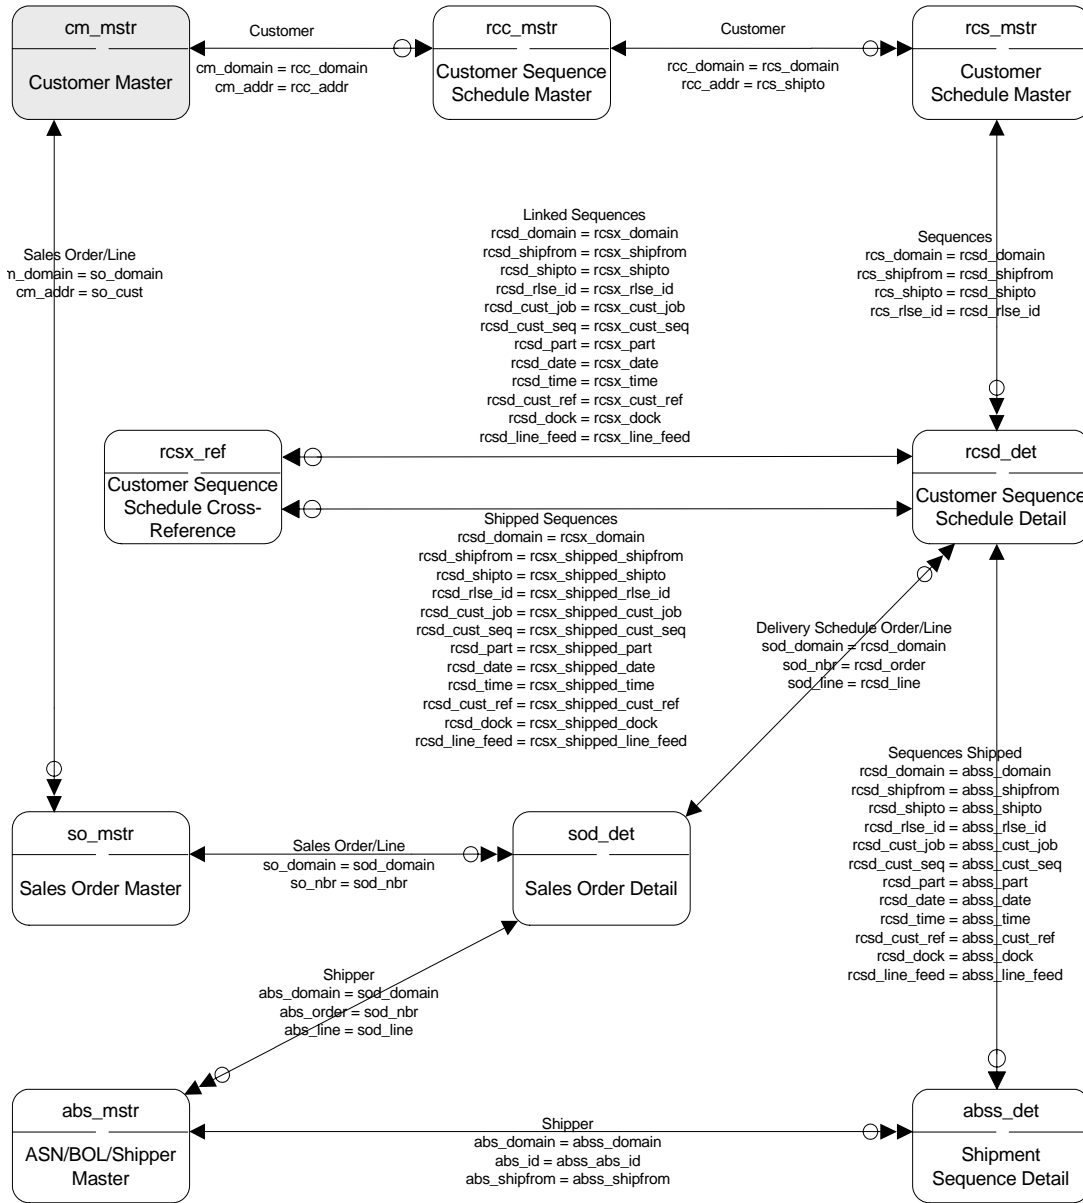 cm_mstr
Customer Master
Customer
cm_domain = rcc_domain
cm_addr = rcc_addr
rcc_mstr
Customer Sequence
Schedule Master
Customer
rcc_domain = rcs_domain
rcc_addr = rcs_shipto
rcs_mstr
Customer
Schedule Master
Sales Order/Line
m_domain = so_domain
cm_addr = so_cust
Linked Sequences
rcsd_domain = rcsx_domain
rcsd_shipfrom = rcsx_shipfrom
rcsd_shipto = rcsx_shipto
rcsd_rlse_id = rcsx_rlse_id
rcsd_cust_job = rcsx_cust_job
rcsd_cust_seq = rcsx_cust_seq
rcsd_part = rcsx_part
rcsd_date = rcsx_date
rcsd_time = rcsx_time
rcsd_cust_ref = rcsx_cust_ref
rcsd_dock = rcsx_dock
rcsd_line_feed = rcsx_line_feed
Sequences
rcs_domain = rcsd_domain
rcs_shipfrom = rcsd_shipfrom
rcs_shipto = rcsd_shipto
rcs_rlse_id = rcsd_rlse_id
rcsx_ref
Customer Sequence
Schedule Cross-
Reference
rcsd_det
Customer Sequence
Schedule Detail
Shipped Sequences
rcsd_domain = rcsx_domain
rcsd_shipfrom = rcsx_shipped_shipfrom
rcsd_shipto = rcsx_shipped_shipto
rcsd_rlse_id = rcsx_shipped_rlse_id
rcsd_cust_job = rcsx_shipped_cust_job
rcsd_cust_seq = rcsx_shipped_cust_seq
rcsd_part = rcsx_shipped_part
rcsd_date = rcsx_shipped_date
rcsd_time = rcsx_shipped_time
rcsd_cust_ref = rcsx_shipped_cust_ref
rcsd_dock = rcsx_shipped_dock
rcsd_line_feed = rcsx_shipped_line_feed
Delivery Schedule Order/Line
sod_domain = rcsd_domain
sod_nbr = rcsd_order
sod_line = rcsd_line
Sequences Shipped
rcsd_domain = abss_domain
rcsd_shipfrom = abss_shipfrom
rcsd_shipto = abss_shipto
rcsd_rlse_id = abss_rlse_id
rcsd_cust_job = abss_cust_job
rcsd_cust_seq = abss_cust_seq
rcsd_part = abss_part
rcsd_date = abss_date
rcsd_time = abss_time
rcsd_cust_ref = abss_cust_ref
rcsd_dock = abss_dock
rcsd_line_feed = abss_line_feed
so_mstr
Sales Order Master
Sales Order/Line
so_domain = sod_domain
so_nbr = sod_nbr
sod_det
Sales Order Detail
Shipper
abs_domain = sod_domain
abs_order = sod_nbr
abs_line = sod_line
abs_mstr
ASN/BOL/Shipper
Master
Shipper
abs_domain = abss_domain
abs_id = abss_abs_id
abs_shipfrom = abss_shipfrom
abss_det
Shipment
Sequence Detail